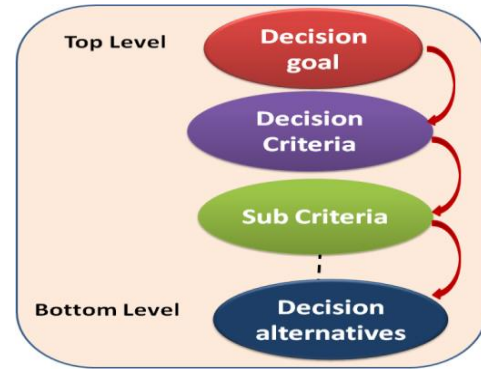 Top Level
Decision
goal
Decision
Criteria
Sub Criteria
Bottom Level
Decision
alternatives